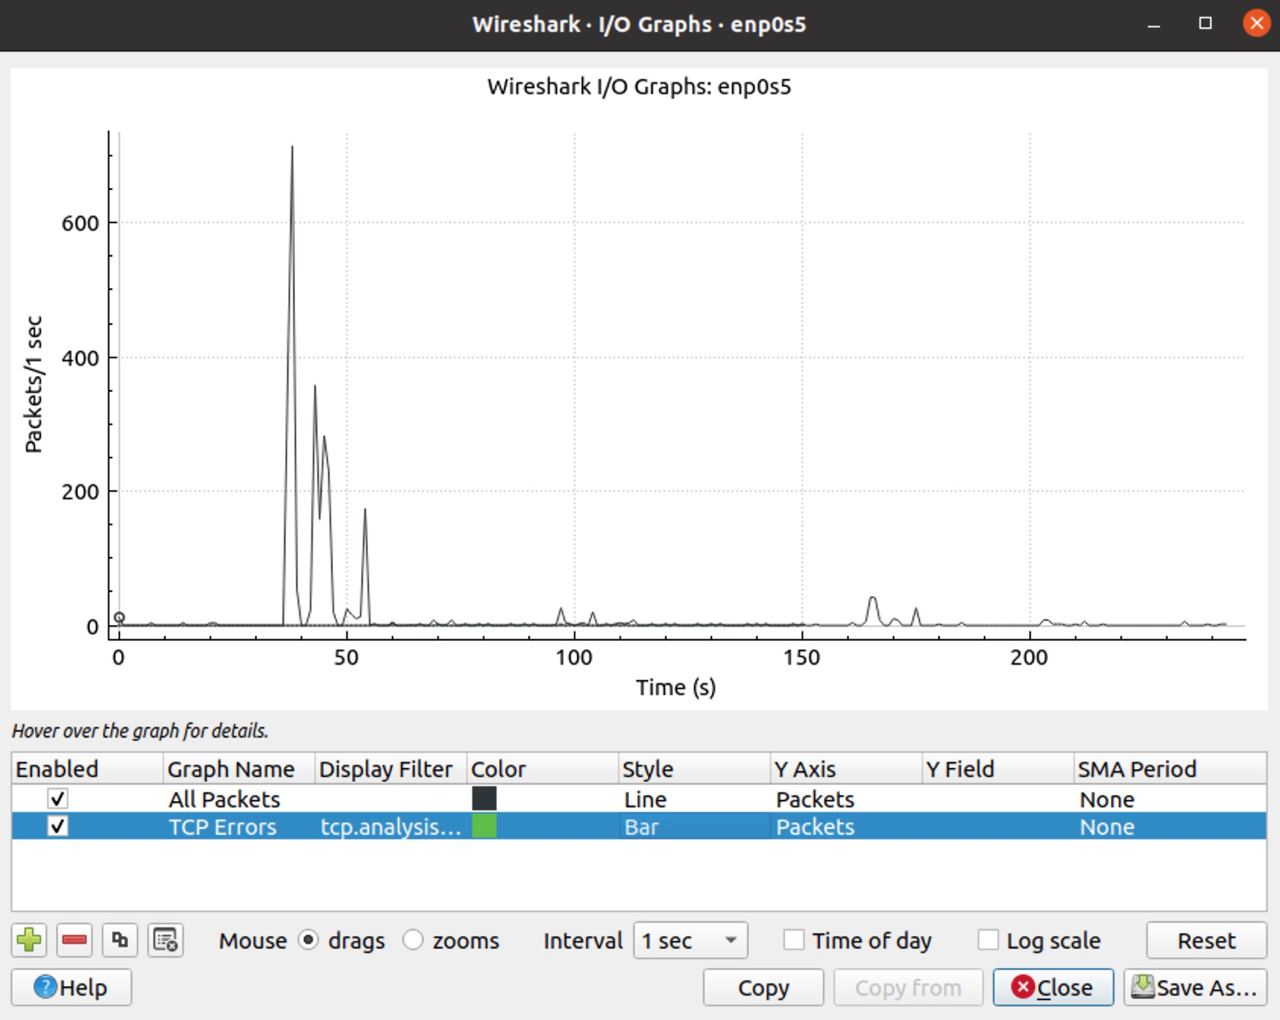 Wireshark · I/O Graphs · enp0s5
Wireshark I/O Graphs: enp0s5
Packets/1 sec
600
400
200
0
0 50 100 150 200
Time (s)
Hover over the graph for details.
Enabled Graph Name Display Filter Color Style Y Axis Y Field SMA Period
All Packets Line Packets None
TCP Errors tcp.analysis... Bar Packets None
Mouse drags zooms Interval 1 sec Time of day Log scale Reset
Help Copy Copy from Close Save As...